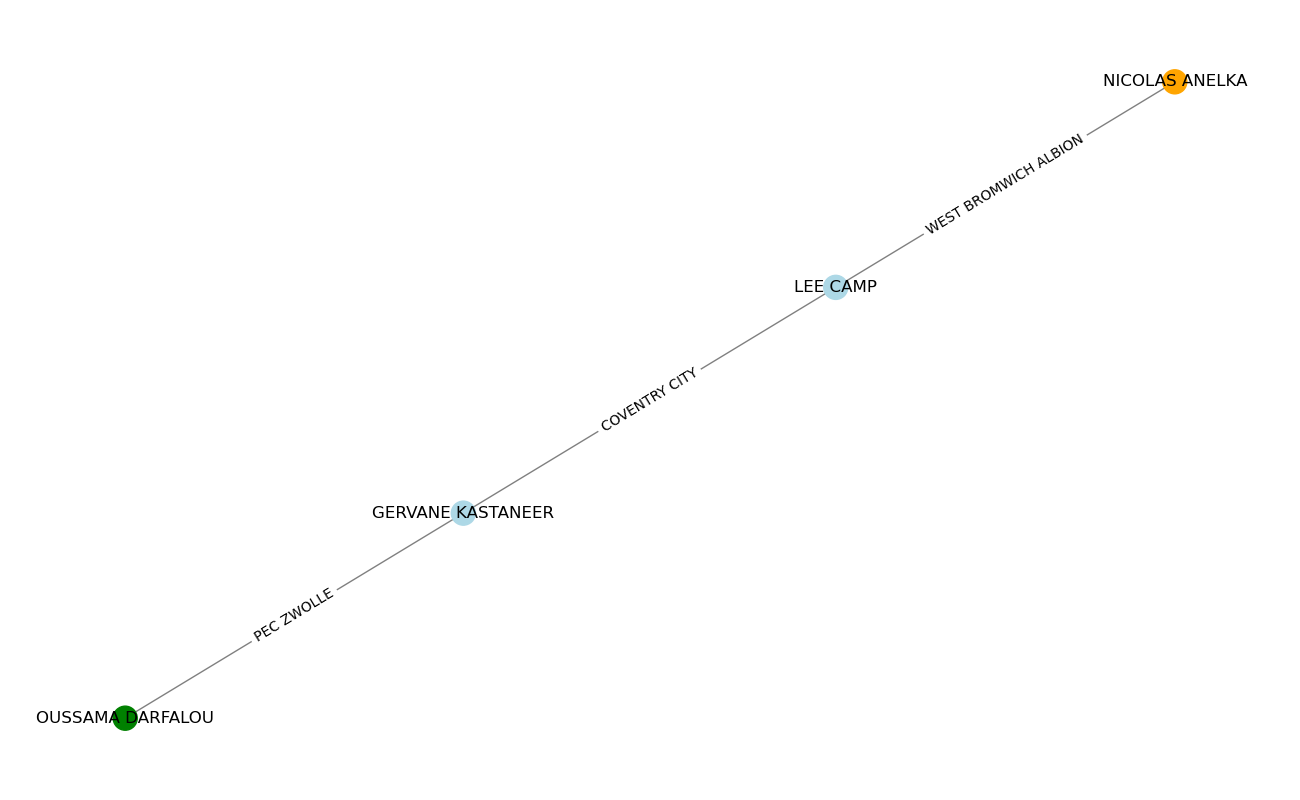 NICOLAS ANELKA
WEST BROMWICH ALBION
LEE CAMP
COVENTRY CITY
GERVANE KASTANEER
PEC ZWOLLE
OUSSAMA DARFALOU